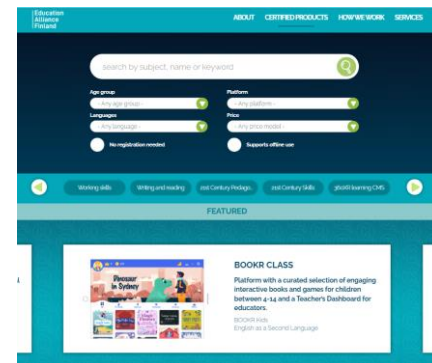 Education
Alliance
Finland
ABOUT CERTIFIED PRODUCTS HOW WE WORK SERVICES
search by subject, name or keyword
Age group Platform
- Any age group - - Any platform -
Languages Price
- Any language - - Any price model -
No registration needed Supports offline use
Working skills Writing and reading 21st Century Pedago... 21st Century Skills 360XR learning CMS
FEATURED
BOOKR CLASS
Dinosaur
in Sydney
Platform with a curated selection of engaging
interactive books and games for children
between 4-14 and a Teacher's Dashboard for
educators.
BOOKR Kids
English as a Second Language